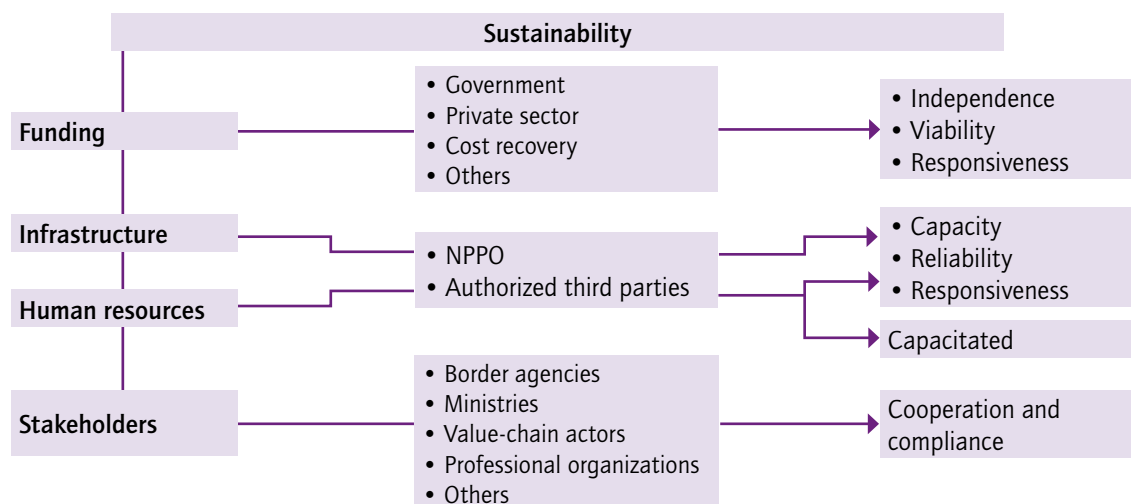 Sustainability
Funding
• Government
• Private sector
• Cost recovery
• Others
• Independence
• Viability
• Responsiveness
Infrastructure
Human resources
• NPPO
• Authorized third parties
• Capacity
• Reliability
• Responsiveness
Capacitated
Stakeholders
• Border agencies
• Ministries
• Value-chain actors
• Professional organizations
• Others
Cooperation and
compliance